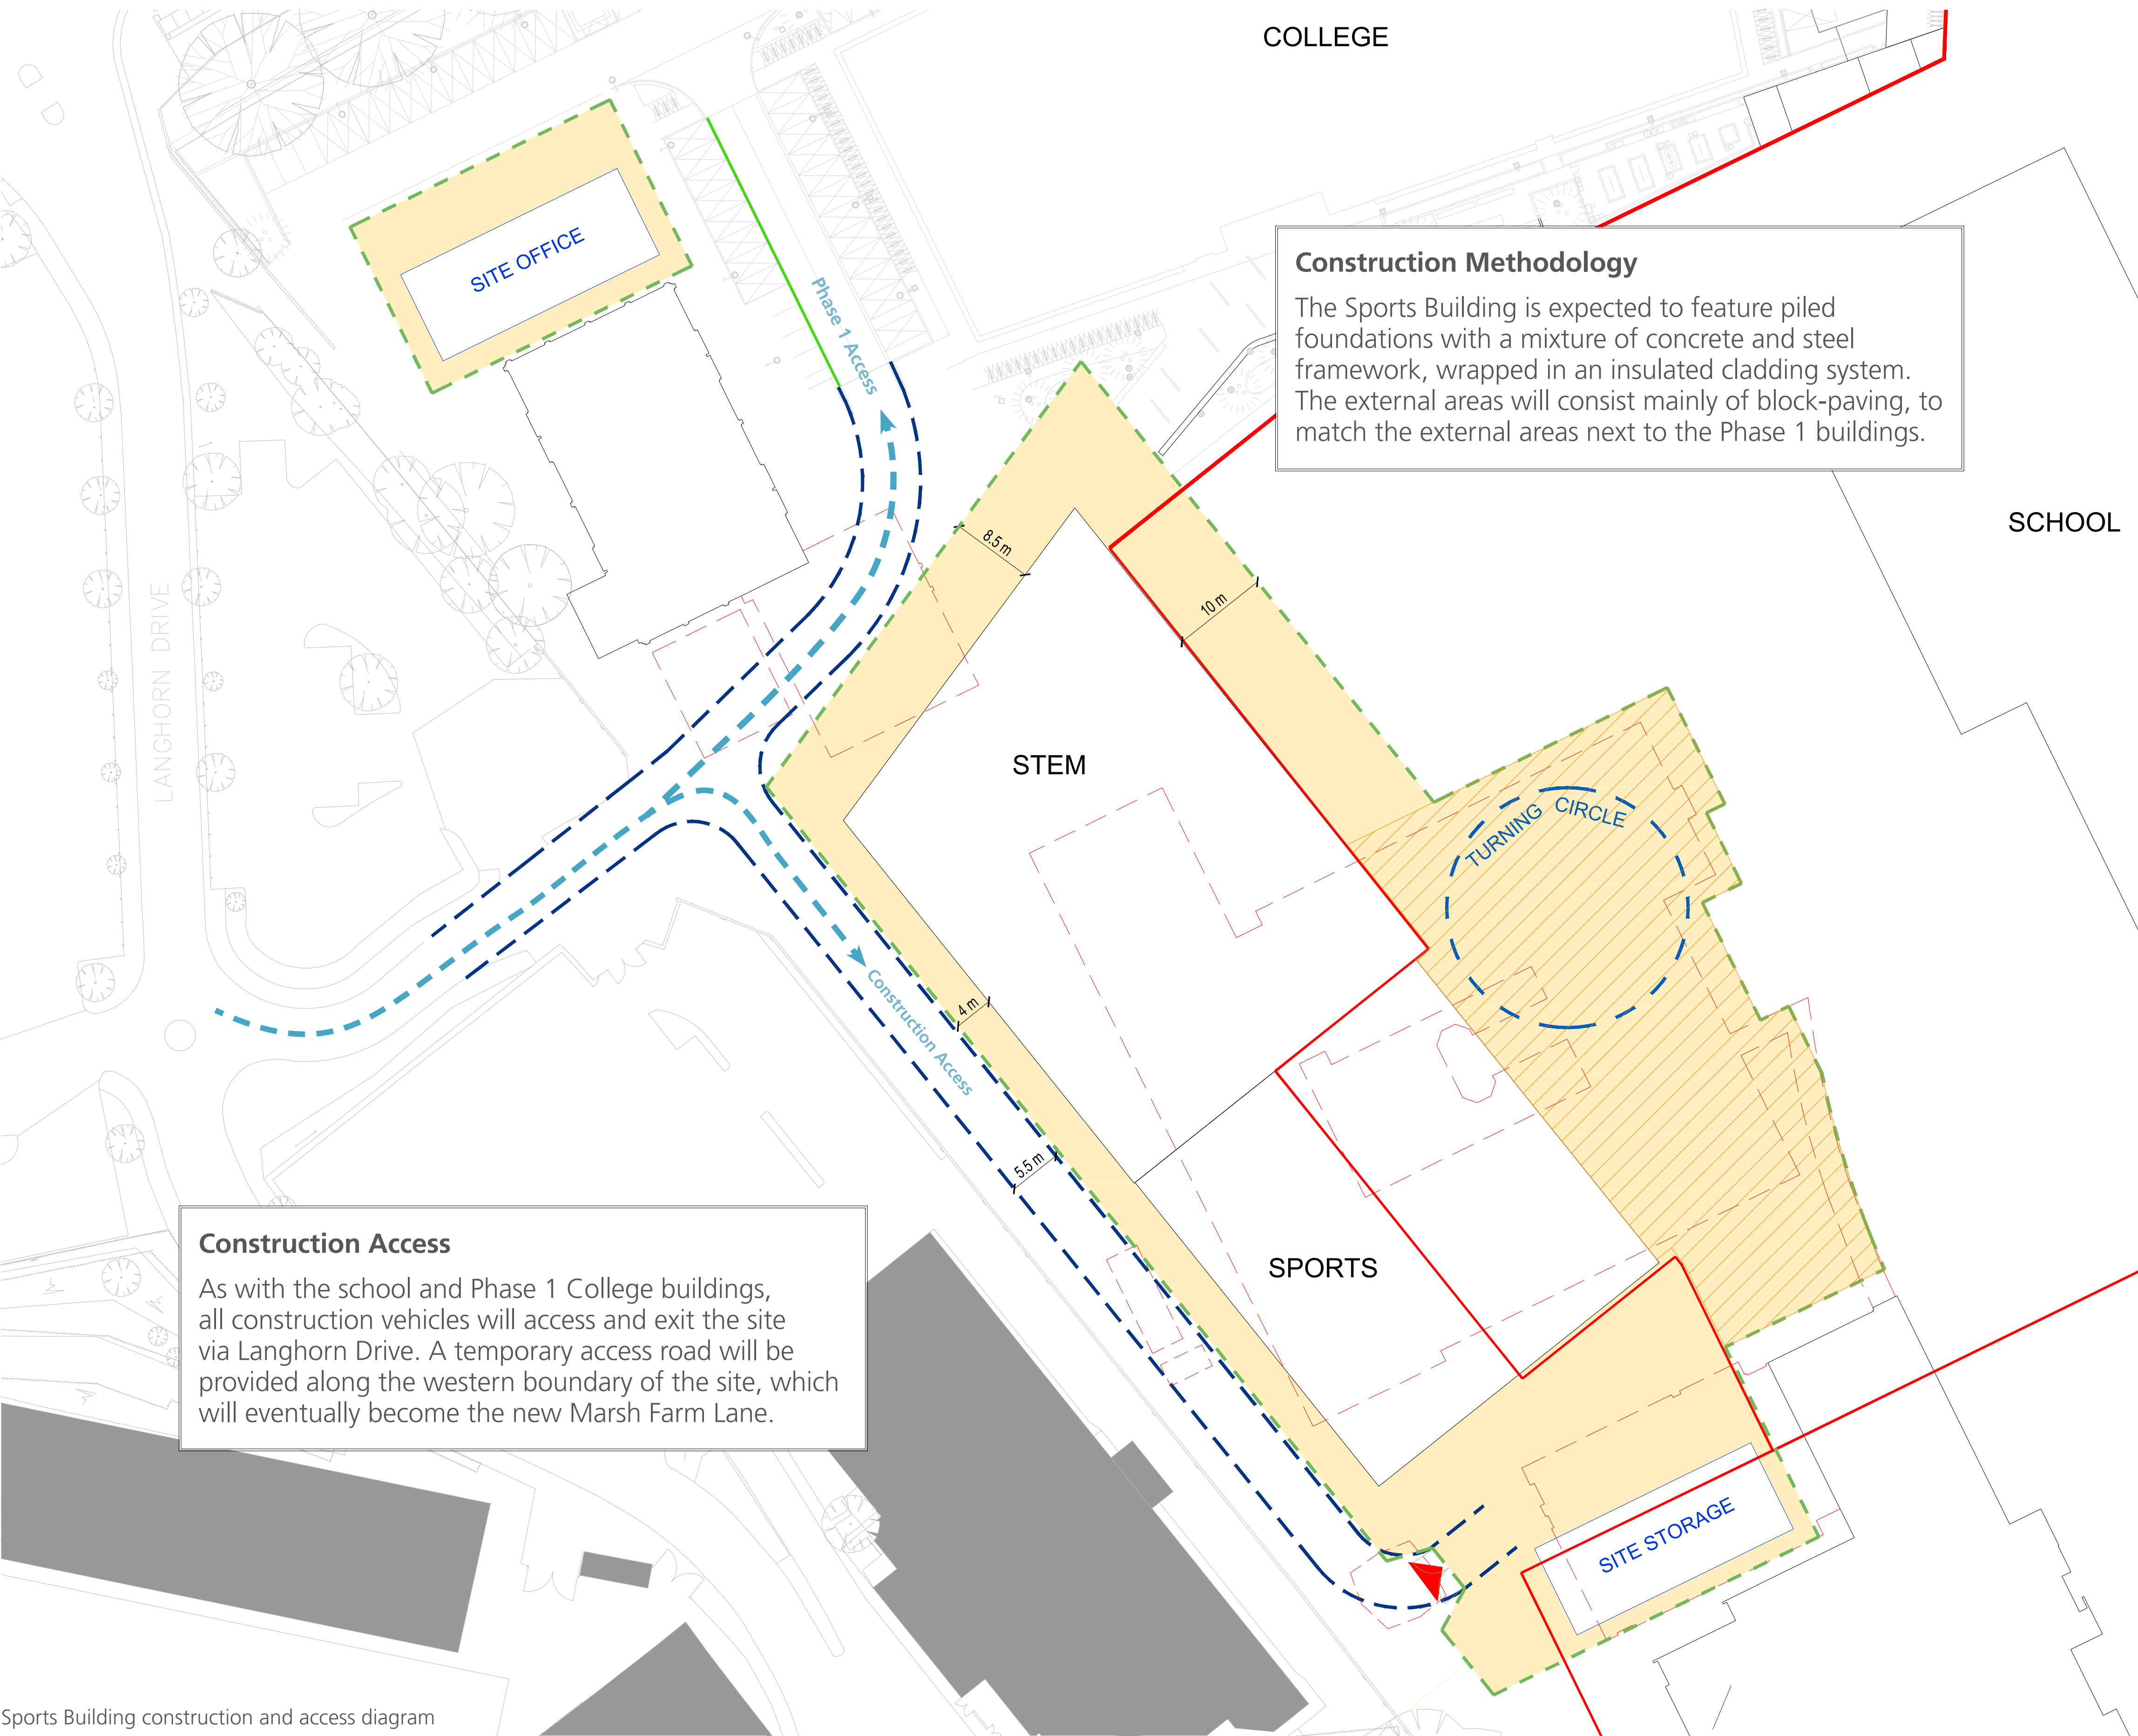 COLLEGE
SITE OFFICE
Phase 1 Access
Construction Methodology
The Sports Building is expected to feature piled
foundations with a mixture of concrete and steel
framework, wrapped in an insulated cladding system.
The external areas will consist mainly of block-paving, to
match the external areas next to the Phase 1 buildings.
SCHOOL
8.5 m
10 m
LANGHORN DRIVE
STEM
TURNING CIRCLE
4 m
Construction Access
5.5 m
SPORTS
Construction Access
As with the school and Phase 1 College buildings,
all construction vehicles will access and exit the site
via Langhorn Drive. A temporary access road will be
provided along the western boundary of the site, which
will eventually become the new Marsh Farm Lane.
SITE STORAGE
Sports Building construction and access diagram